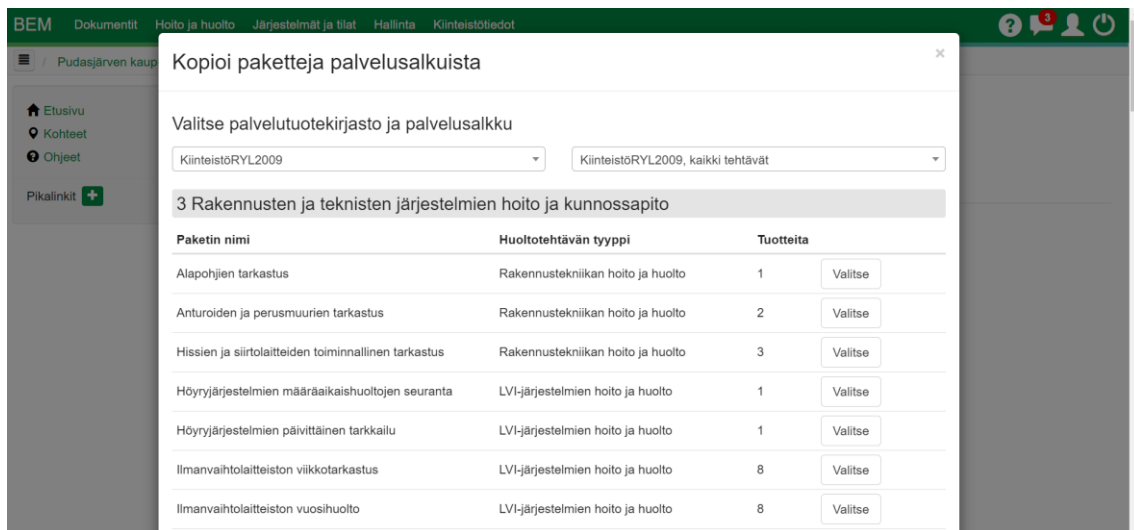 BEM Dokumentit Hoito ja huolto Järjestelmät ja tilat Hallinta Kiinteistötiedot ? 3
/ Pudasjärven kaup
Etusivu
Kohteet
Ohjeet
Pikalinkit +
Kopioi paketteja palvelusalkuista ×
Valitse palvelutuotekirjasto ja palvelusalkku
KiinteistöRYL2009 KiinteistöRYL2009, kaikki tehtävät
3 Rakennusten ja teknisten järjestelmien hoito ja kunnossapito
Paketin nimi Huoltotehtävän tyyppi Tuotteita
Alapohjien tarkastus Rakennustekniikan hoito ja huolto 1 Valitse
Anturoiden ja perusmuurien tarkastus Rakennustekniikan hoito ja huolto 2 Valitse
Hissien ja siirtolaitteiden toiminnallinen tarkastus Rakennustekniikan hoito ja huolto 3 Valitse
Höyryjärjestelmien määräaikaishuoltojen seuranta LVI-järjestelmien hoito ja huolto 1 Valitse
Höyryjärjestelmien päivittäinen tarkkailu LVI-järjestelmien hoito ja huolto 1 Valitse
Ilmanvaihtolaitteiston viikkotarkastus LVI-järjestelmien hoito ja huolto 8 Valitse
Ilmanvaihtolaitteiston vuosihuolto LVI-järjestelmien hoito ja huolto 8 Valitse